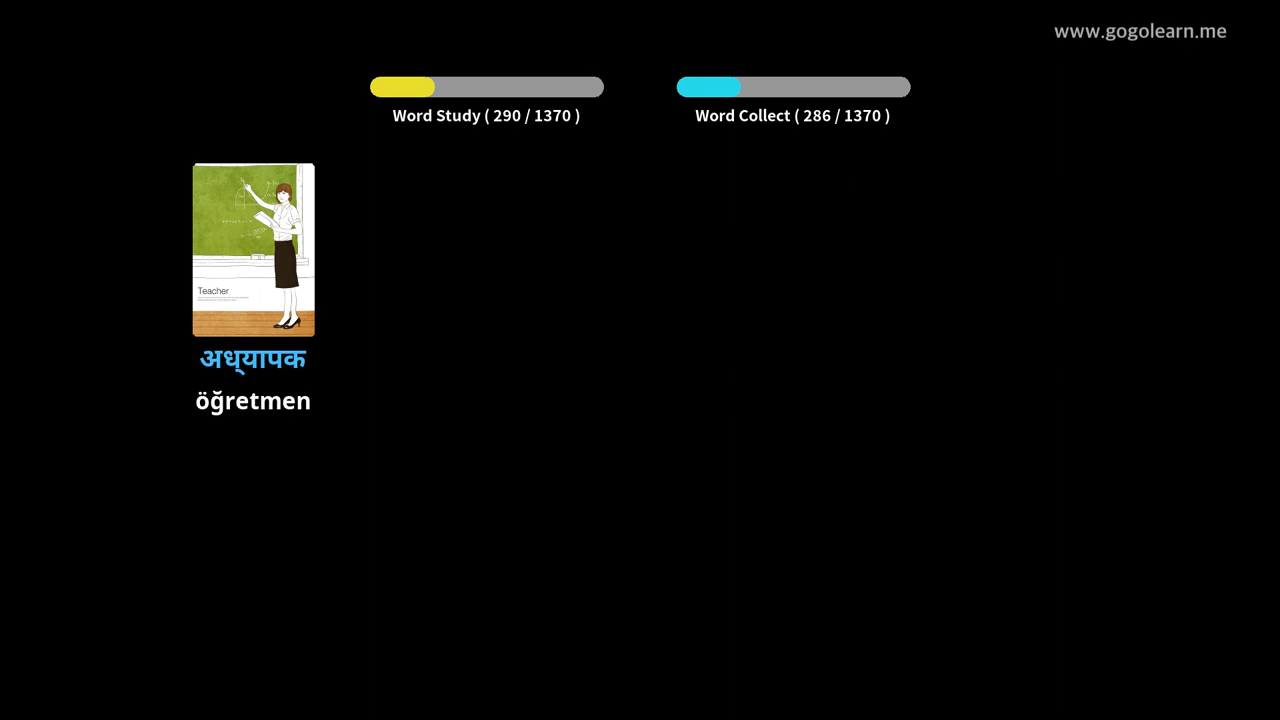 www.gogolearn.me
Word Study ( 290 / 1370 )
Word Collect ( 286 / 1370 )
Teacher
अध्यापक
öğretmen